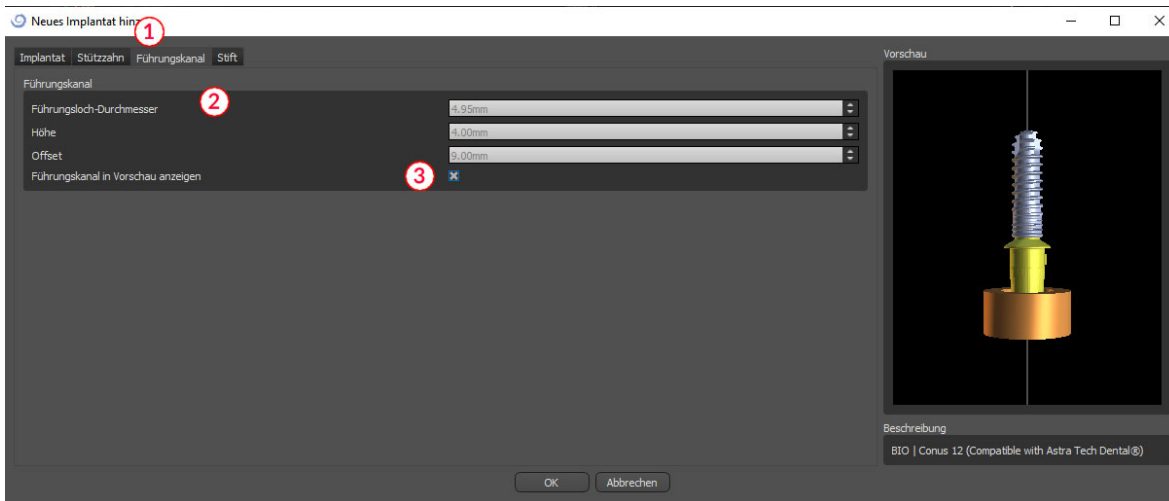 Neues Implantat hinz
1
Implantat Stützzahn Führungskanal Stift
Vorschau
Führungskanal
2
Führungsloch-Durchmesser 4.95mm
Höhe 4.00mm
Offset 9.00mm
Führungskanal in Vorschau anzeigen
3
Beschreibung
BIO | Conus 12 (Compatible with Astra Tech Dental®)
OK Abbrechen